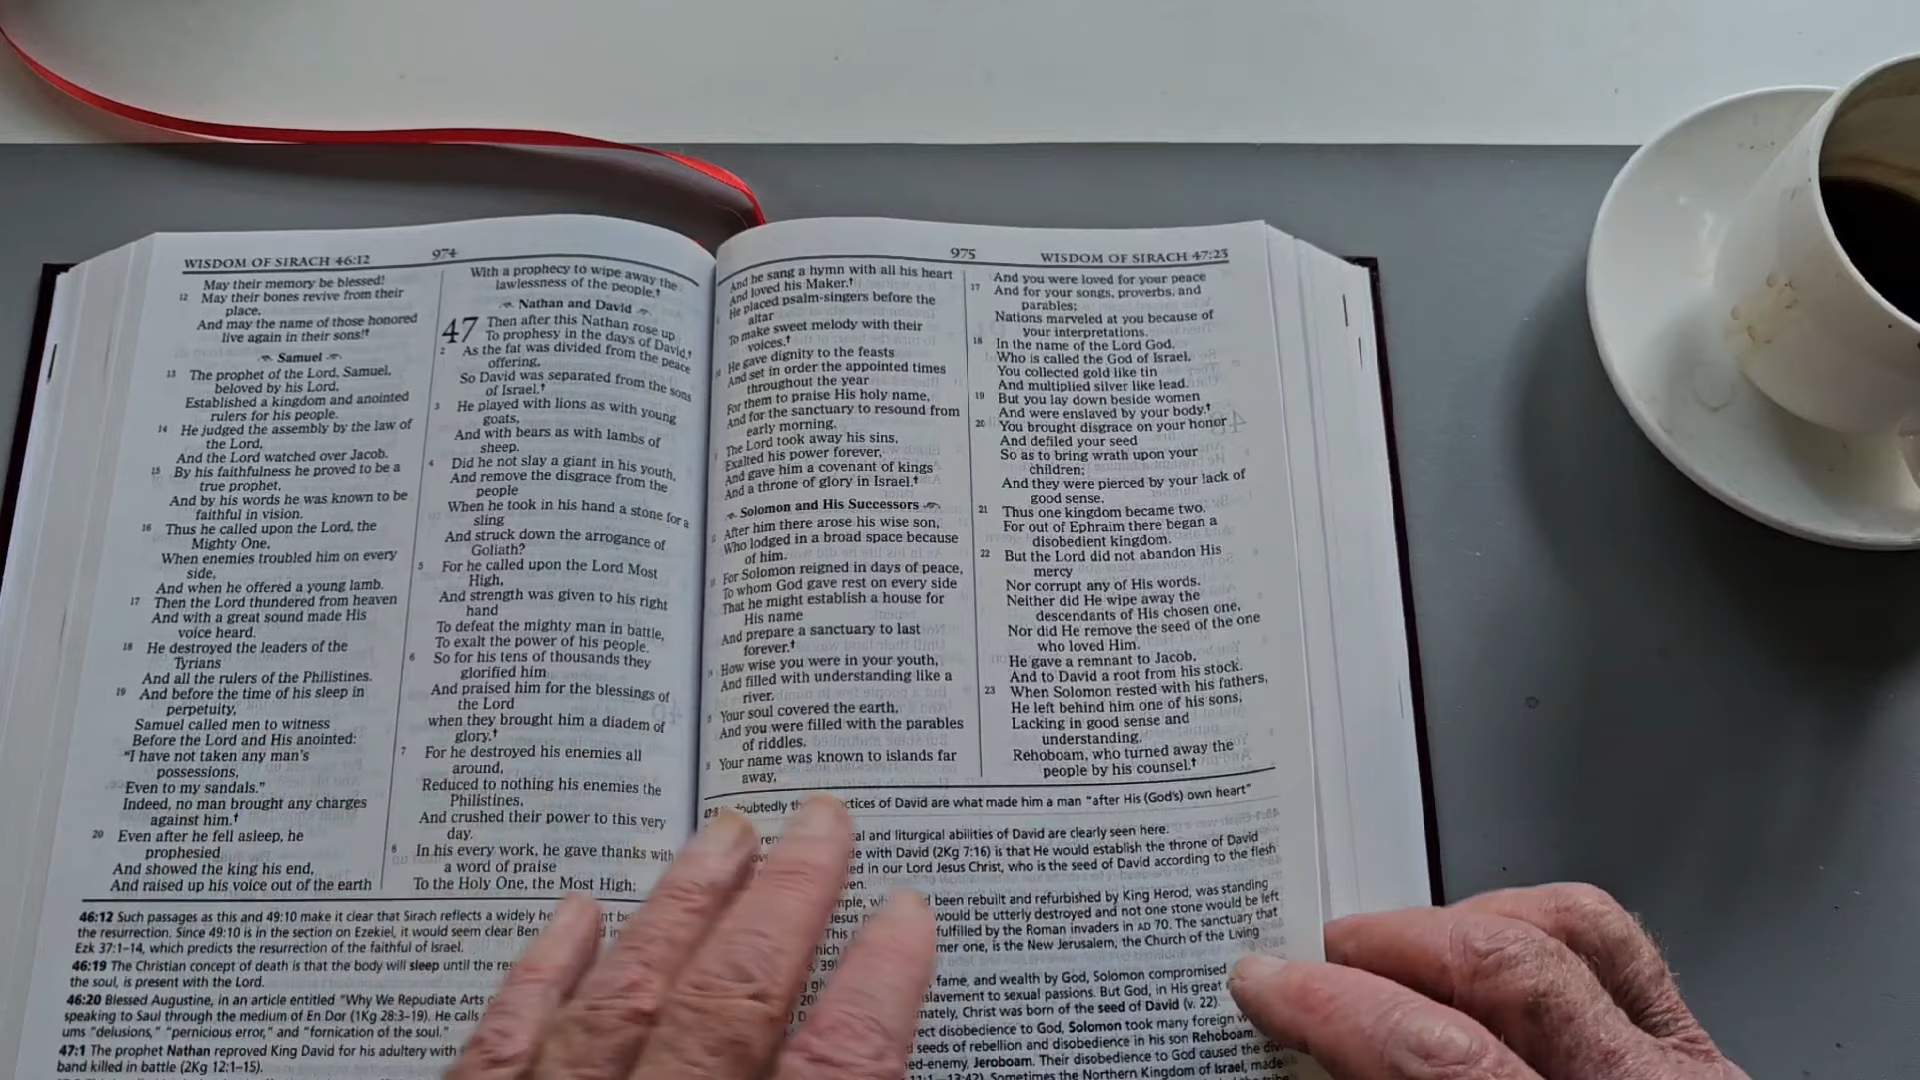 WISDOM OF SIRACH 46:12
974
May their memory be blessed!
12 May their bones revive from their
place,
And may the name of those honored
live again in their sons!†
Samuel
13 The prophet of the Lord, Samuel,
beloved by his Lord,
Established a kingdom and anointed
rulers for his people.
14 He judged the assembly by the law of
the Lord,
And the Lord watched over Jacob.
15 By his faithfulness he proved to be a
true prophet,
And by his words he was known to be
faithful in vision.
16 Thus he called upon the Lord, the
Mighty One,
When enemies troubled him on every
side,
And when he offered a young lamb.
17 Then the Lord thundered from heaven
And with a great sound made His
voice heard.
18 He destroyed the leaders of the
Tyrians
And all the rulers of the Philistines.
19 And before the time of his sleep in
perpetuity,
Samuel called men to witness
Before the Lord and His anointed:
"I have not taken any man's
possessions,
Even to my sandals."
Indeed, no man brought any charges
against him.†
20 Even after he fell asleep, he
prophesied
And showed the king his end,
And raised up his voice out of the earth
With a prophecy to wipe away the
lawlessness of the people.†
Nathan and David
47 Then after this Nathan rose up
To prophesy in the days of David.†
2 As the fat was divided from the peace
offering,
So David was separated from the sons
of Israel.†
3 He played with lions as with young
goats,
And with bears as with lambs of
sheep.
4 Did he not slay a giant in his youth,
And remove the disgrace from the
people
When he took in his hand a stone for a
sling
And struck down the arrogance of
Goliath?
5 For he called upon the Lord Most
High,
And strength was given to his right
hand
To defeat the mighty man in battle,
To exalt the power of his people.
6 So for his tens of thousands they
glorified him
And praised him for the blessings of
the Lord
when they brought him a diadem of
glory.†
7 For he destroyed his enemies all
around,
Reduced to nothing his enemies the
Philistines,
And crushed their power to this very
day.
8 In his every work, he gave thanks with
a word of praise
To the Holy One, the Most High;
46:12 Such passages as this and 49:10 make it clear that Sirach reflects a widely
the resurrection. Since 49:10 is in the section on Ezekiel, it would seem clear Ben
Ezk 37:1–14, which predicts the resurrection of the faithful of Israel.
46:19 The Christian concept of death is that the body will sleep until the
the soul, is present with the Lord.
46:20 Blessed Augustine, in an article entitled "Why We Repudiate Arts
speaking to Saul through the medium of En Dor (1Kg 28:3–19). He calls
ums "delusions," "pernicious error," and "fornication of the soul."
47:1 The prophet Nathan reproved King David for his adultery with
band killed in battle (2Kg 12:1–15).
975
WISDOM OF SIRACH 47:23
And he sang a hymn with all his heart
And loved his Maker.†
He placed psalm-singers before the
altar
To make sweet melody with their
voices.†
He gave dignity to the feasts
And set in order the appointed times
throughout the year
For them to praise His holy name,
And for the sanctuary to resound from
early morning.
The Lord took away his sins,
Exalted his power forever,
And gave him a covenant of kings
And a throne of glory in Israel.†
Solomon and His Successors
After him there arose his wise son,
Who lodged in a broad space because
of him.
For Solomon reigned in days of peace,
To whom God gave rest on every side
That he might establish a house for
His name
And prepare a sanctuary to last
forever.†
How wise you were in your youth,
And filled with understanding like a
river.
Your soul covered the earth,
And you were filled with the parables
of riddles.
Your name was known to islands far
away,
And you were loved for your peace
17 And for your songs, proverbs, and
parables;
Nations marveled at you because of
your interpretations.
18 In the name of the Lord God,
Who is called the God of Israel,
You collected gold like tin
And multiplied silver like lead.
19 But you lay down beside women
And were enslaved by your body.†
20 You brought disgrace on your honor
And defiled your seed
So as to bring wrath upon your
children;
And they were pierced by your lack of
good sense.
21 Thus one kingdom became two,
For out of Ephraim there began a
disobedient kingdom.
22 But the Lord did not abandon His
mercy
Nor corrupt any of His words.
Neither did He wipe away the
descendants of His chosen one,
Nor did He remove the seed of the one
who loved Him.
He gave a remnant to Jacob,
And to David a root from his stock.
23 When Solomon rested with his fathers,
He left behind him one of his sons,
Lacking in good sense and
understanding,
Rehoboam, who turned away the
people by his counsel.†
of David are what made him a man "after His (God's) own heart"
and liturgical abilities of David are clearly seen here.
with David (2Kg 7:16) is that He would establish the throne of David
in our Lord Jesus Christ, who is the seed of David according to the flesh
been rebuilt and refurbished by King Herod, was standing
would be utterly destroyed and not one stone would be left
fulfilled by the Roman invaders in AD 70. The sanctuary that
one, is the New Jerusalem, the Church of the Living
fame, and wealth by God, Solomon compromised
to sexual passions. But God, in His great
Christ was born of the seed of David (v. 22).
disobedience to God, Solomon took many foreign
seeds of rebellion and disobedience in his son Rehoboam.
Jeroboam. Their disobedience to God caused the
Sometimes the Northern Kingdom of Israel, made